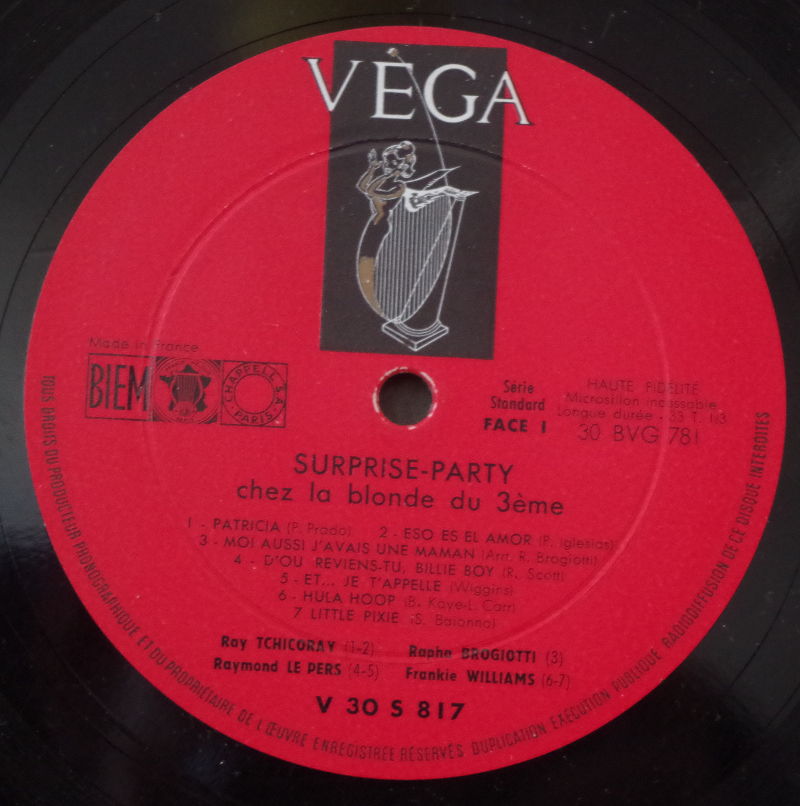 VEGA
Made in France
BIEM
CHAPPELL S.A.
PARIS
Série
Standard
FACE 1
HAUTE FIDELITÉ
Microsillon incassable
Longue durée - 33 T. 1/3
30 BVG 781
SURPRISE-PARTY
chez la blonde du 3ème
1 - PATRICIA (P. Prado) 2 - ESO ES EL AMOR (P. Iglesias)
3 - MOI AUSSI J'AVAIS UNE MAMAN (Arr. R. Brogiotti)
4 - D'OU REVIENS-TU, BILLIE BOY (R. Scott)
5 - ET... JE T'APPELLE (Wiggins)
6 - HULA HOOP (B. Kaye-L. Carr)
7 LITTLE PIXIE (S. Baionno)
Ray TCHICORAY (1-2) Rapho BROGIOTTI (3)
Raymond LE PERS (4-5) Frankie WILLIAMS (6-7)
V 30 S 817
TOUS DROITS DU PRODUCTEUR PHONOGRAPHIQUE ET DU PROPRIÉTAIRE DE L'ŒUVRE ENREGISTRÉE RÉSERVÉS DUPLICATION EXÉCUTION PUBLIQUE RADIODIFFUSION DE CE DISQUE INTERDITES